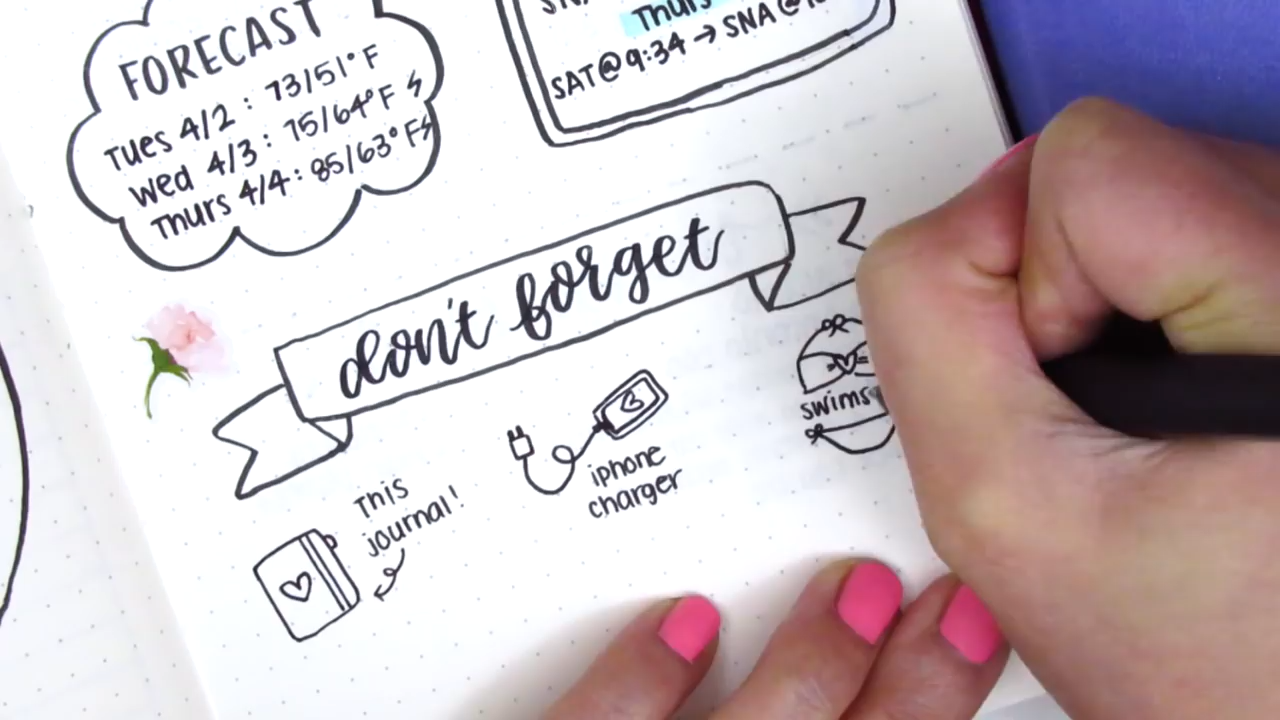 FORECAST
Tues 4/2 : 73/51°F
Wed 4/3 : 75/64°F
Thurs 4/4 : 85/63°F
Thurs
SAT@9:34 → SNA@
don't forget
This
journal!
iphone
charger